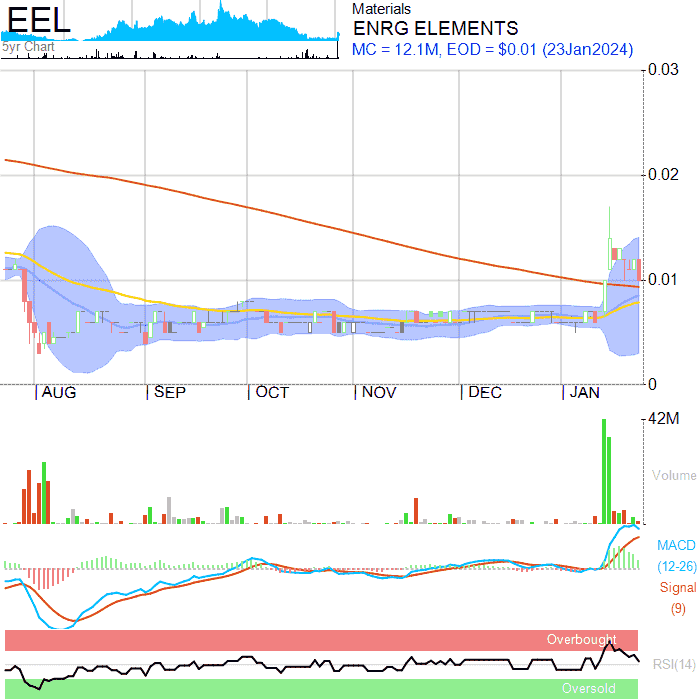 EEL
5yr Chart
Materials
ENRG ELEMENTS
MC = 12.1M, EOD = $0.01 (23Jan2024)
0.03
0.02
0.01
0
| AUG | SEP | OCT | NOV | DEC | JAN
42M
Volume
MACD
(12-26)
Signal
(9)
Overbought
RSI(14)
Oversold